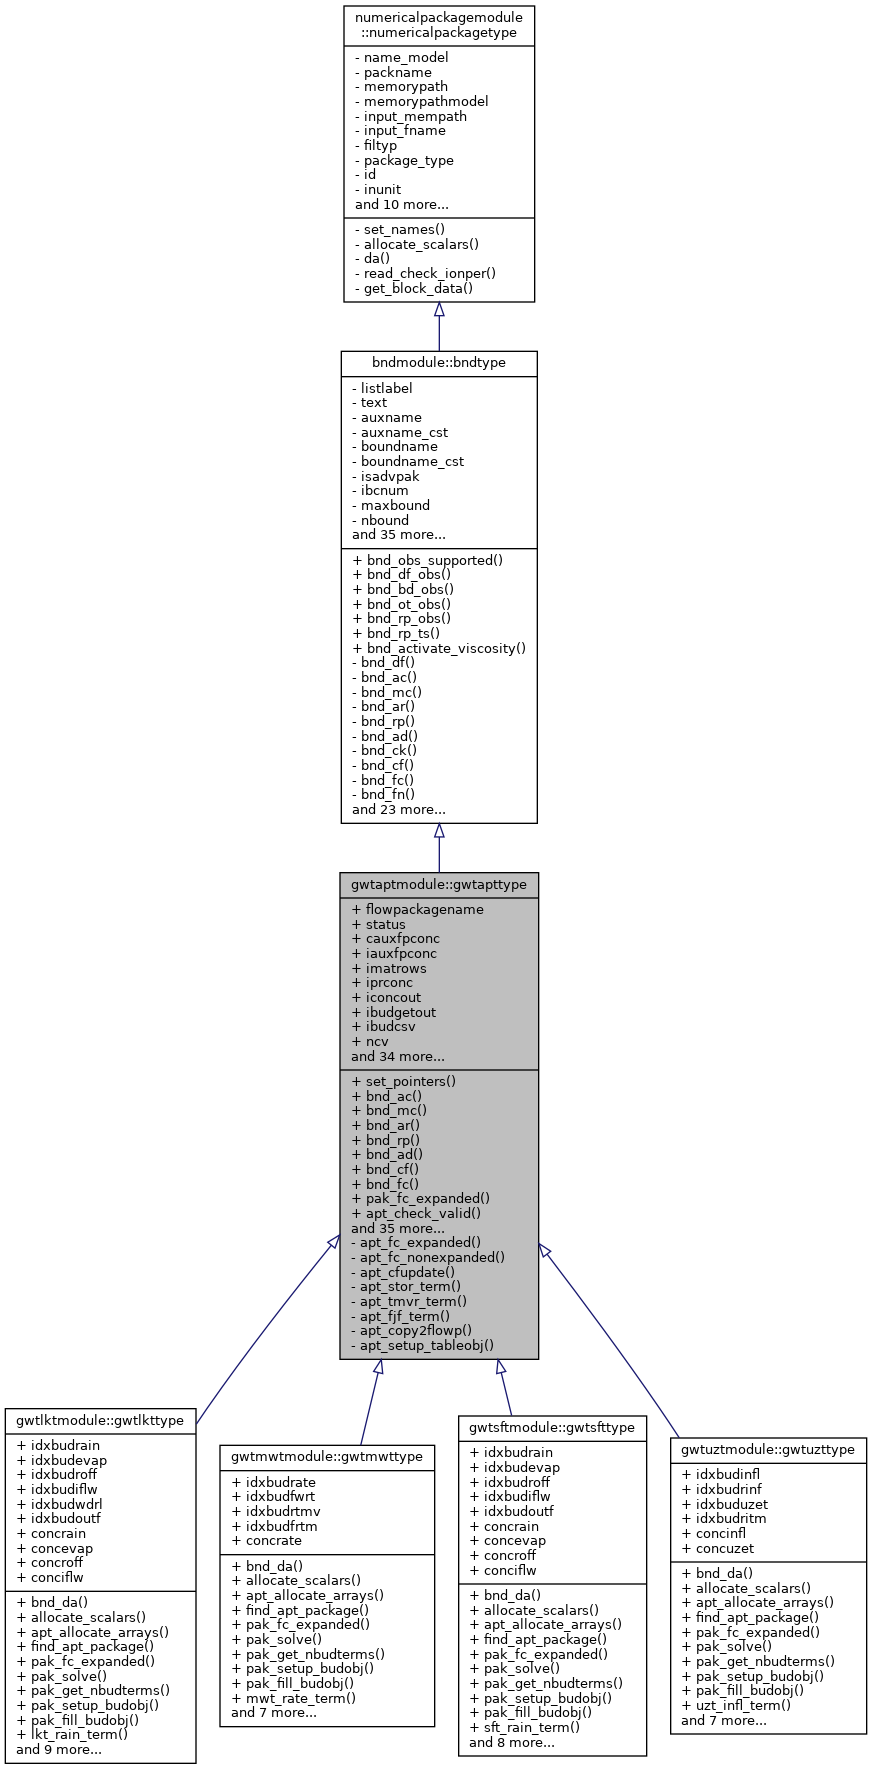 numericalpackagemodule
::numericalpackagetype
- name_model
- packname
- memorypath
- memorypathmodel
- input_mempath
- input_fname
- filtyp
- package_type
- id
- inunit
and 10 more...
- set_names()
- allocate_scalars()
- da()
- read_check_ionper()
- get_block_data()
bndmodule::bndtype
- listlabel
- text
- auxname
- auxname_cst
- boundname
- boundname_cst
- isadvpak
- ibcnum
- maxbound
- nbound
and 35 more...
+ bnd_obs_supported()
+ bnd_df_obs()
+ bnd_bd_obs()
+ bnd_ot_obs()
+ bnd_rp_obs()
+ bnd_rp_ts()
+ bnd_activate_viscosity()
- bnd_df()
- bnd_ac()
- bnd_mc()
- bnd_ar()
- bnd_rp()
- bnd_ad()
- bnd_ck()
- bnd_cf()
- bnd_fc()
- bnd_fn()
and 23 more...
gwtaptmodule::gwtapttype
+ flowpackagename
+ status
+ cauxfpconc
+ iauxfpconc
+ imatrows
+ iprconc
+ iconcout
+ ibudgetout
+ ibudcsv
+ ncv
and 34 more...
+ set_pointers()
+ bnd_ac()
+ bnd_mc()
+ bnd_ar()
+ bnd_rp()
+ bnd_ad()
+ bnd_cf()
+ bnd_fc()
+ pak_fc_expanded()
+ apt_check_valid()
and 35 more...
- apt_fc_expanded()
- apt_fc_nonexpanded()
- apt_cfupdate()
- apt_stor_term()
- apt_tmvr_term()
- apt_fjf_term()
- apt_copy2flowp()
- apt_setup_tableobj()
gwtlktmodule::gwtlkttype
+ idxbudrain
+ idxbudevap
+ idxbudroff
+ idxbudiflw
+ idxbudwdrl
+ idxbudoutf
+ concrain
+ concevap
+ concroff
+ conciflw
+ bnd_da()
+ allocate_scalars()
+ apt_allocate_arrays()
+ find_apt_package()
+ pak_fc_expanded()
+ pak_solve()
+ pak_get_nbudterms()
+ pak_setup_budobj()
+ pak_fill_budobj()
+ lkt_rain_term()
and 9 more...
gwtmwtmodule::gwtmwttype
+ idxbudrate
+ idxbudfwrt
+ idxbudrtmv
+ idxbudfrtm
+ concrate
+ bnd_da()
+ allocate_scalars()
+ apt_allocate_arrays()
+ find_apt_package()
+ pak_fc_expanded()
+ pak_solve()
+ pak_get_nbudterms()
+ pak_setup_budobj()
+ pak_fill_budobj()
+ mwt_rate_term()
and 7 more...
gwtsftmodule::gwtsfttype
+ idxbudrain
+ idxbudevap
+ idxbudroff
+ idxbudiflw
+ idxbudoutf
+ concrain
+ concevap
+ concroff
+ conciflw
+ bnd_da()
+ allocate_scalars()
+ apt_allocate_arrays()
+ find_apt_package()
+ pak_fc_expanded()
+ pak_solve()
+ pak_get_nbudterms()
+ pak_setup_budobj()
+ pak_fill_budobj()
+ sft_rain_term()
and 8 more...
gwtuztmodule::gwtuzttype
+ idxbudinfl
+ idxbudrinf
+ idxbuduzet
+ idxbudritm
+ concinfl
+ concuzet
+ bnd_da()
+ allocate_scalars()
+ apt_allocate_arrays()
+ find_apt_package()
+ pak_fc_expanded()
+ pak_solve()
+ pak_get_nbudterms()
+ pak_setup_budobj()
+ pak_fill_budobj()
+ uzt_infl_term()
and 7 more...